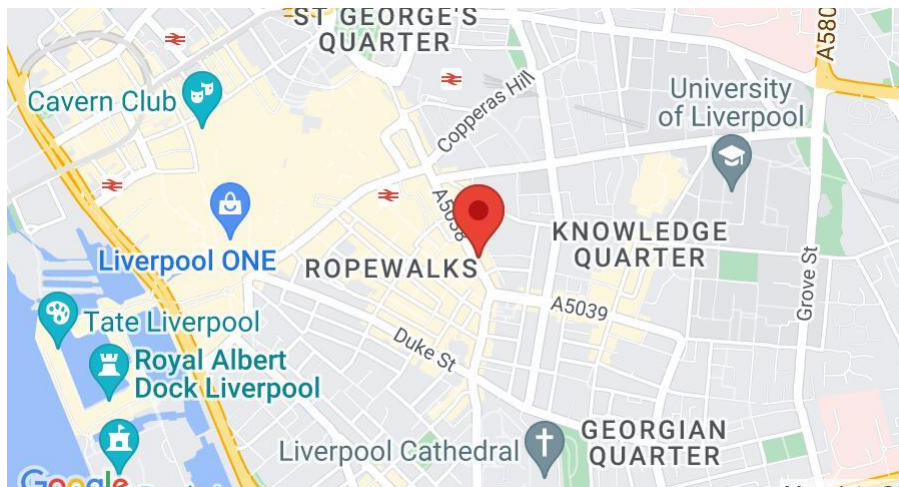 ST GEORGE'S
QUARTER
A580
Cavern Club
Copperas Hill
University
of Liverpool
A5038
Liverpool ONE
ROPEWALKS
KNOWLEDGE
QUARTER
Grove St
A5039
Tate Liverpool
Duke St
Royal Albert
Dock Liverpool
Liverpool Cathedral
GEORGIAN
QUARTER
Google